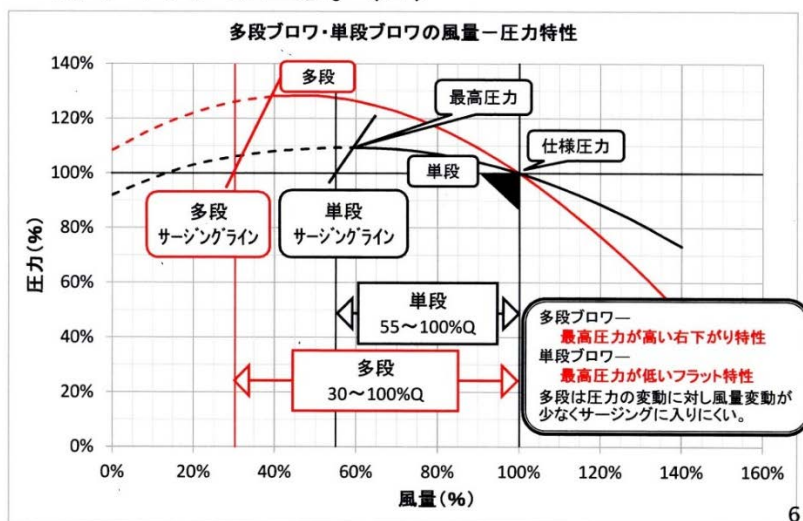 多段ブロワ・単段ブロワの風量－圧力特性
140%
120%
100%
80%
60%
40%
20%
0%
圧力(%)
多段
最高圧力
仕様圧力
単段
多段
サージングライン
単段
サージングライン
単段
55～100%Q
多段
30～100%Q
多段ブロワー
最高圧力が高い右下がり特性
単段ブロワー
最高圧力が低いフラット特性
多段は圧力の変動に対し風量変動が
少なくサージングに入りにくい。
0%
20%
40%
60%
80%
100%
120%
140%
160%
風量(%)
6